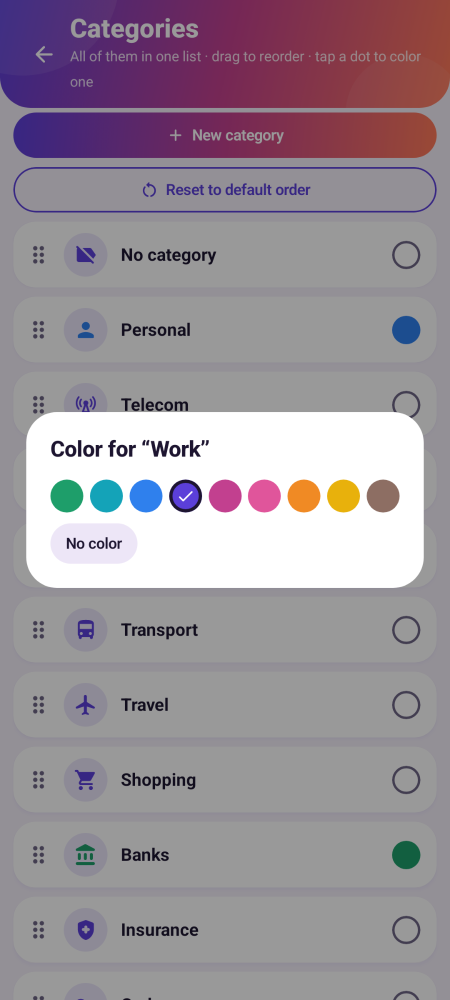 Categories
All of them in one list · drag to reorder · tap a dot to color
one
New category
Reset to default order
No category
Personal
Telecom
Color for “Work”
No color
Transport
Travel
Shopping
Banks
Insurance